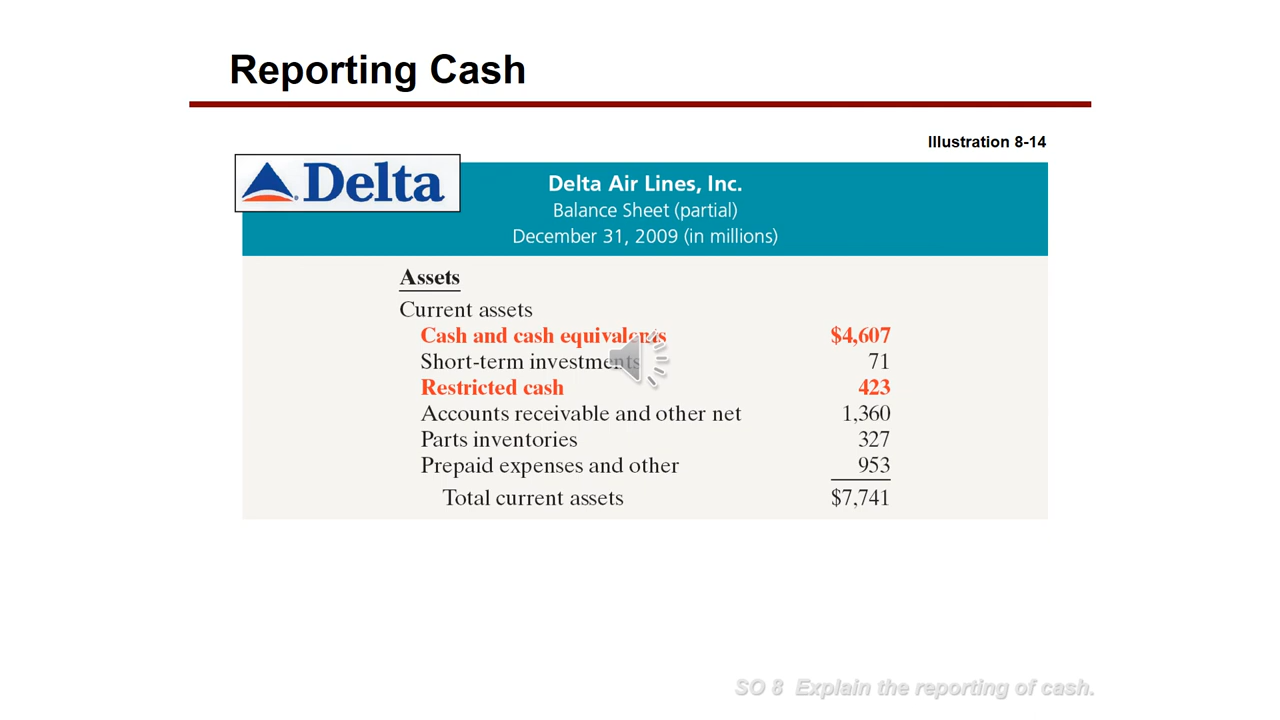 Reporting Cash
Illustration 8-14
Delta
Delta Air Lines, Inc.
Balance Sheet (partial)
December 31, 2009 (in millions)
Assets
Current assets
Cash and cash equivalents $4,607
Short-term investments 71
Restricted cash 423
Accounts receivable and other net 1,360
Parts inventories 327
Prepaid expenses and other 953
Total current assets $7,741
SO 8 Explain the reporting of cash.